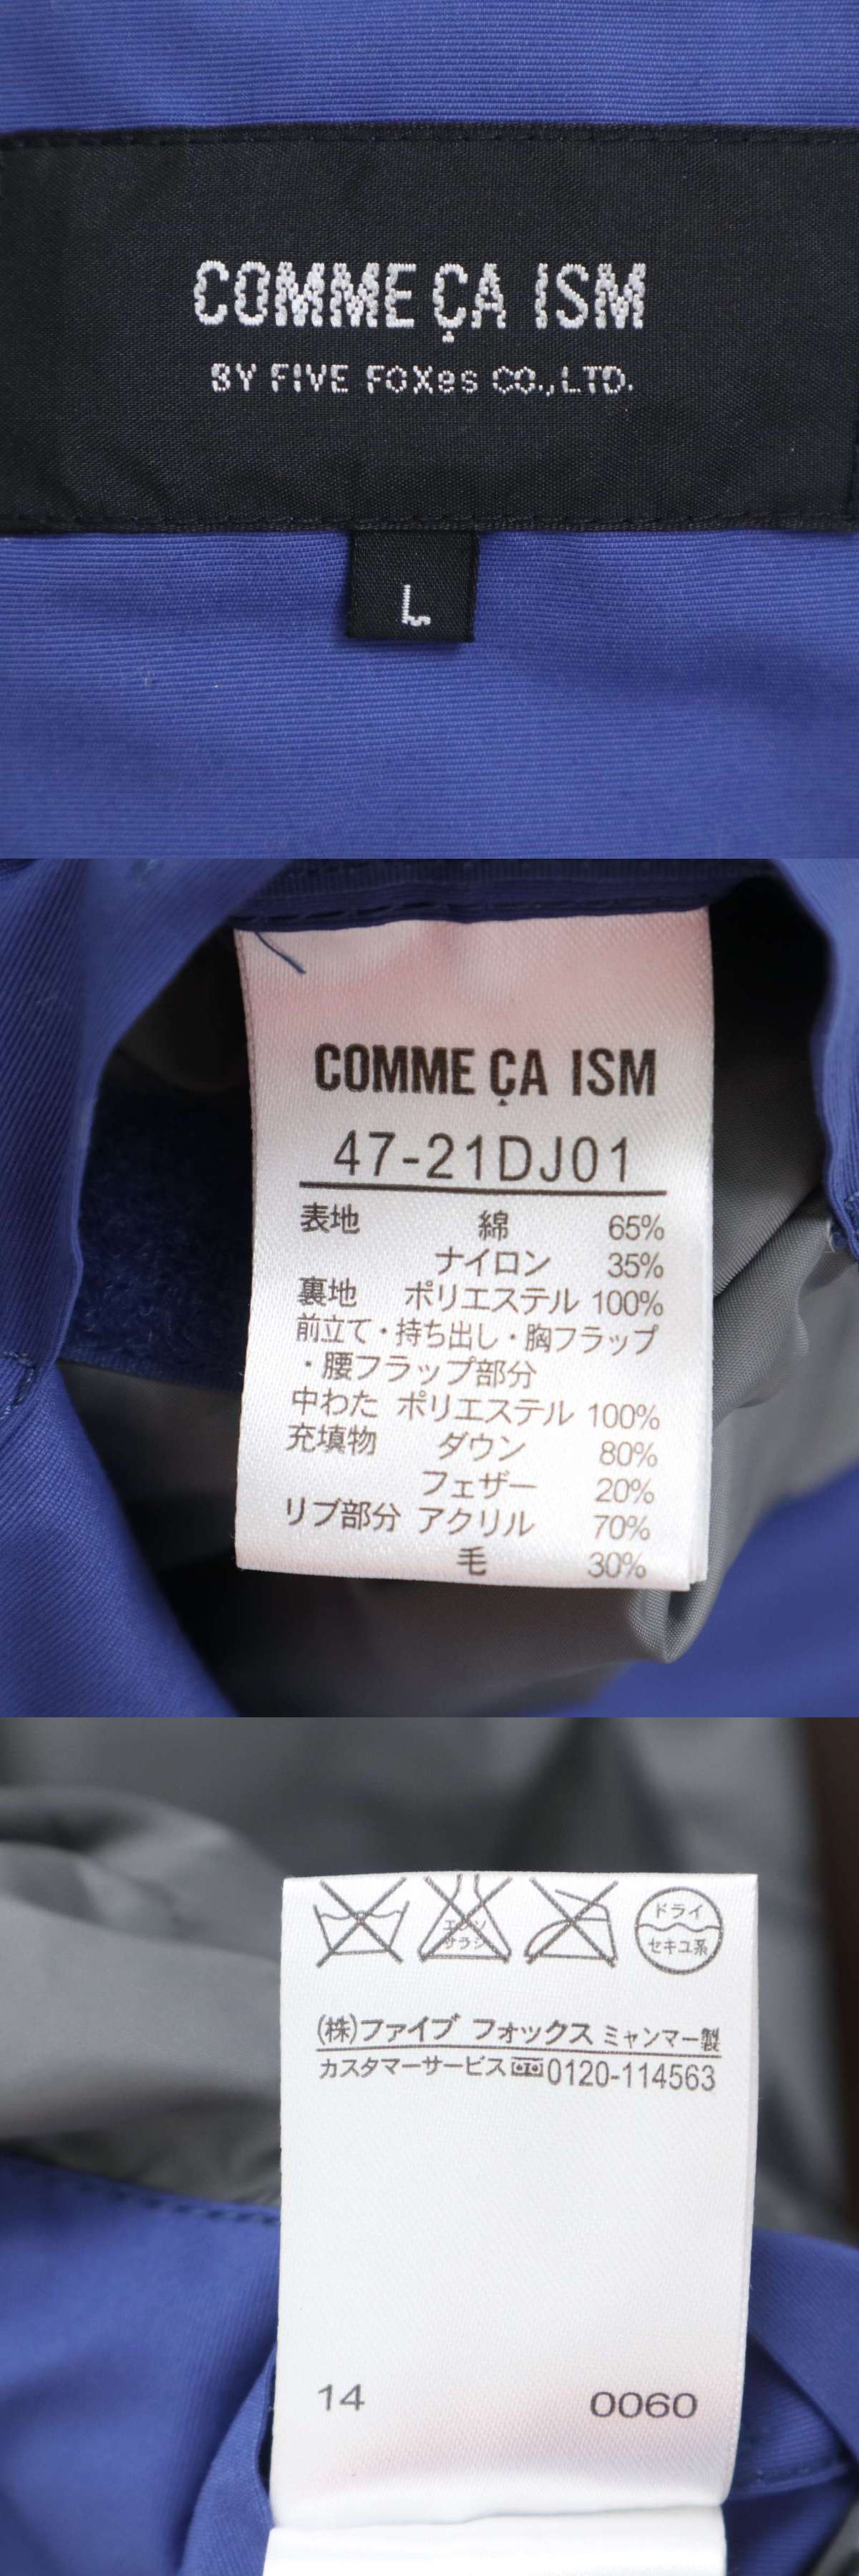 COMME ÇA ISM
BY FIVE FOXes CO.,LTD.
L
COMME ÇA ISM
47-21DJ01
表地 綿 65%
ナイロン 35%
裏地 ポリエステル 100%
前立て・持ち出し・胸フラップ
・腰フラップ部分
中わた ポリエステル 100%
充填物 ダウン 80%
フェザー 20%
リブ部分 アクリル 70%
毛 30%
エンソ
サラシ
ドライ
セキユ系
(株)ファイブ フォックス ミャンマー製
カスタマーサービス 0120-114563
14 0060